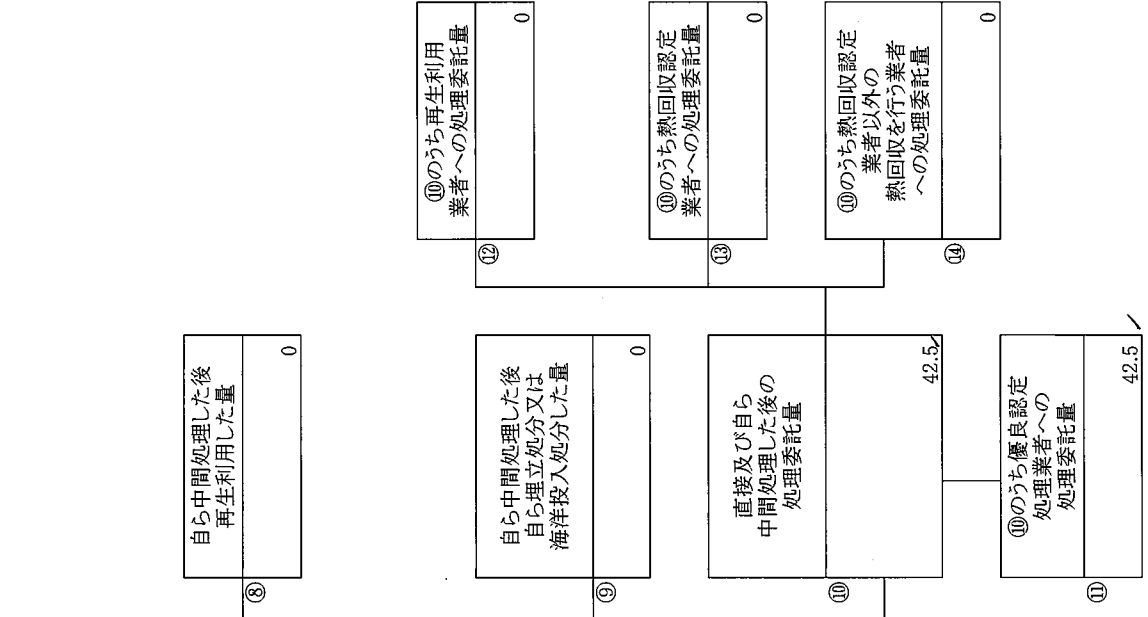 ⑧
自ら中間処理した後
再生利用した量
0
⑨
自ら中間処理した後
自ら埋立処分又は
海洋投入処分した量
0
⑩
直接及び自ら
中間処理した後の
処理委託量
42.5
⑪
⑩のうち優良認定
処理業者への
処理委託量
42.5
⑫
⑩のうち再生利用
業者への処理委託量
0
⑬
⑩のうち熱回収認定
業者への処理委託量
0
⑭
⑩のうち熱回収認定
業者以外の
熱回収を行う業者
への処理委託量
0